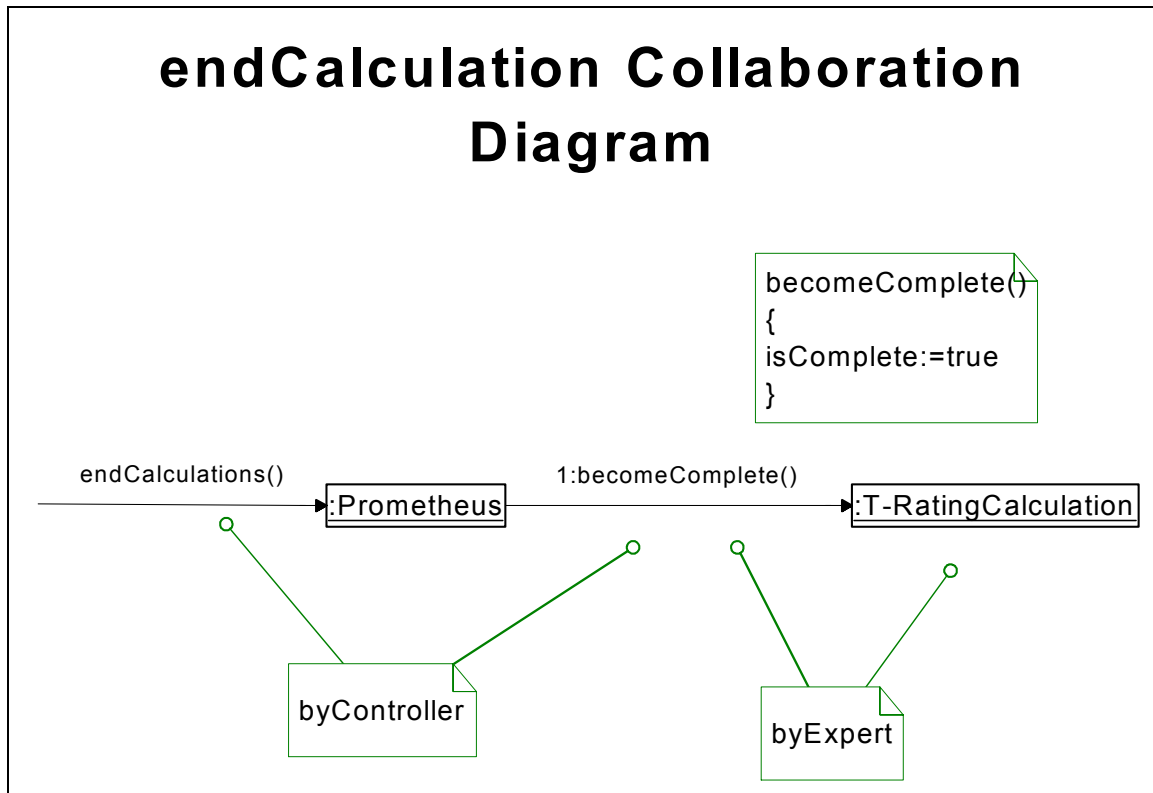 endCalculation Collaboration
Diagram
becomeComplete()
{
isComplete:=true
}
endCalculations()
1:becomeComplete()
:Prometheus
:T-RatingCalculation
byController
byExpert